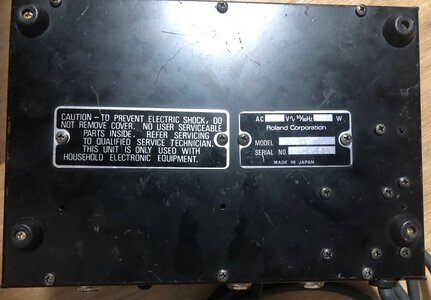 CAUTION – TO PREVENT ELECTRIC SHOCK, DO
NOT REMOVE COVER. NO USER SERVICEABLE
PARTS INSIDE. REFER SERVICING
TO QUALIFIED SERVICE TECHNICIAN.
THIS UNIT IS ONLY USED WITH
HOUSEHOLD ELECTRONIC EQUIPMENT.
AC V~ 50/60Hz W
Roland Corporation
MODEL
SERIAL NO
MADE IN JAPAN